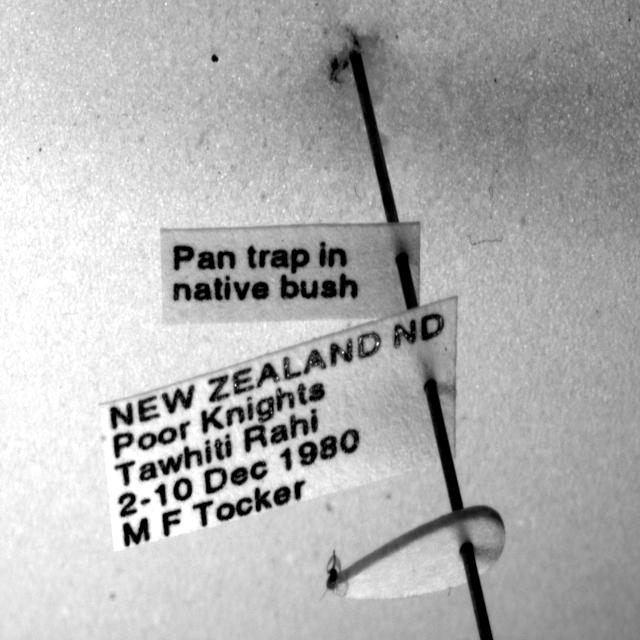 Pan trap in
native bush
NEW ZEALAND ND
Poor Knights
Tawhiti Rahi
2-10 Dec 1980
M F Tocker